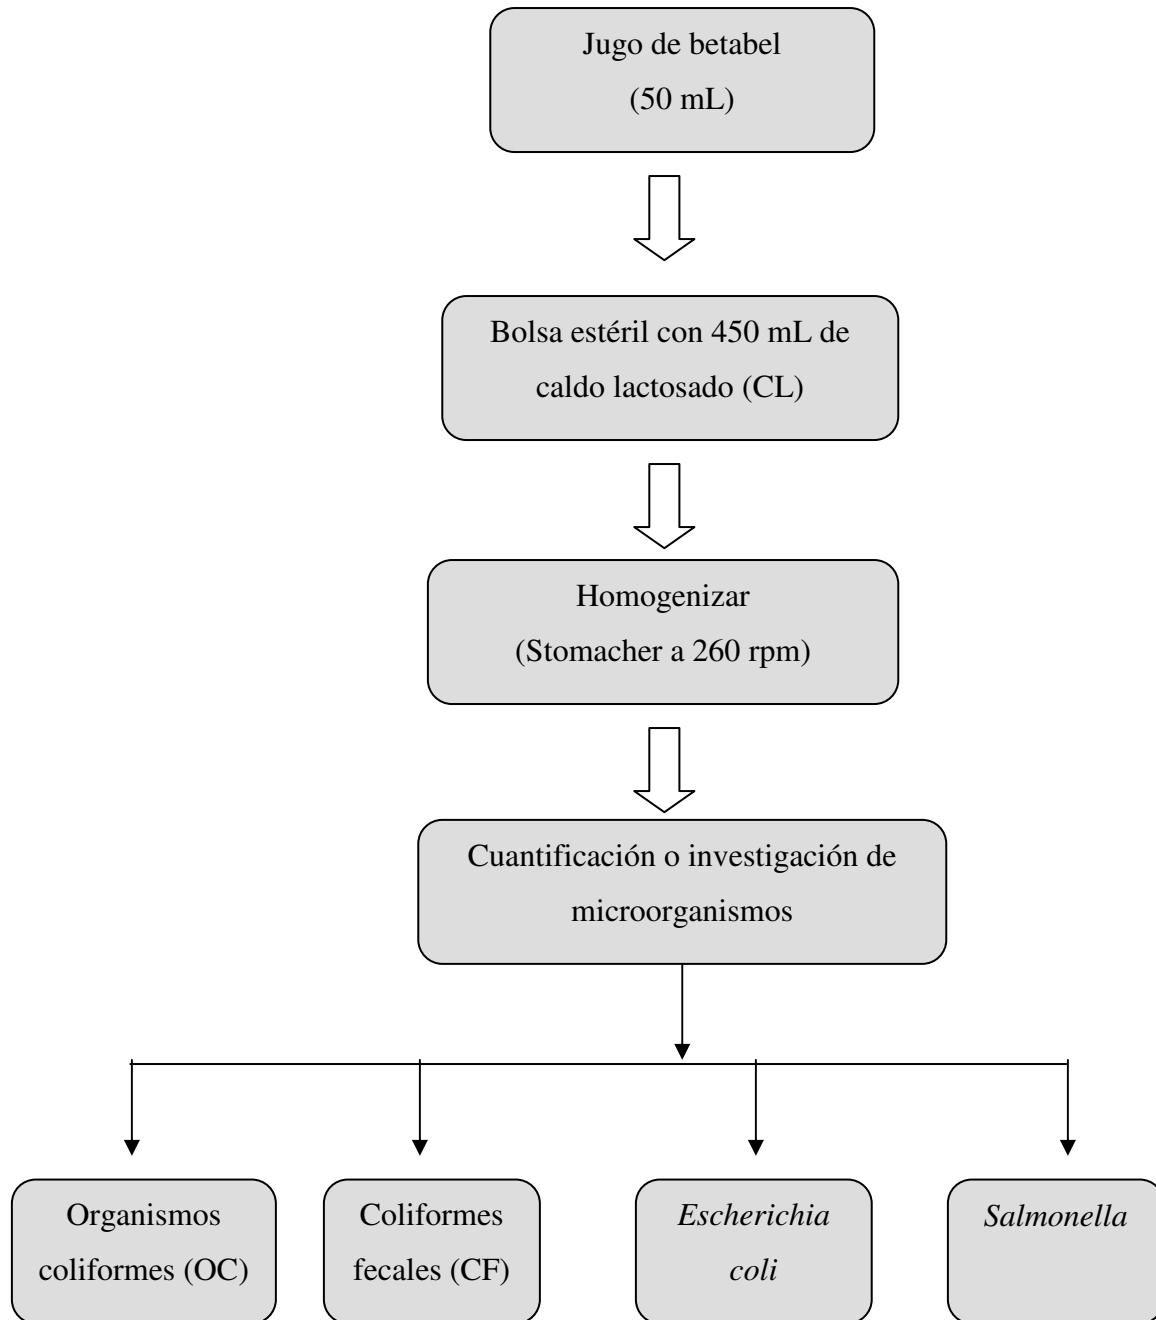 Jugo de betabel
(50 mL)
Bolsa estéril con 450 mL de
caldo lactosado (CL)
Homogenizar
(Stomacher a 260 rpm)
Cuantificación o investigación de
microorganismos
Organismos
coliformes (OC)
Coliformes
fecales (CF)
Escherichia
coli
Salmonella